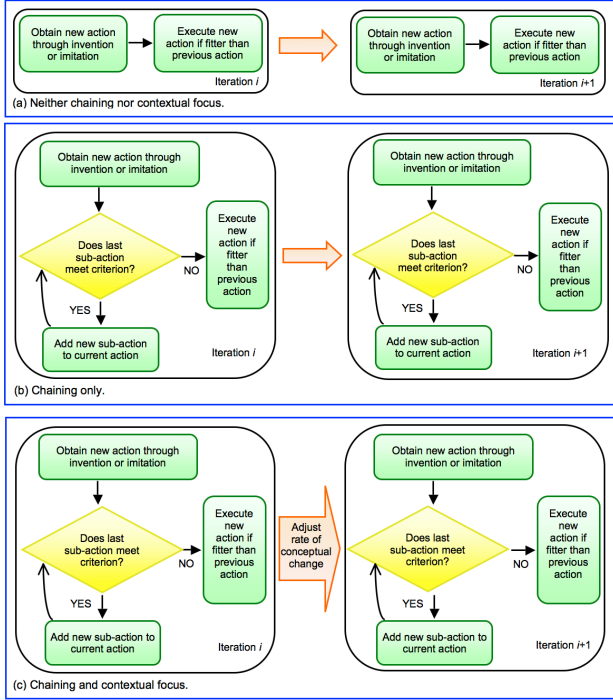 Obtain new action
through invention
or imitation
Execute new
action if fitter than
previous action
Iteration i
Obtain new action
through invention
or imitation
Execute new
action if fitter than
previous action
Iteration i+1
(a) Neither chaining nor contextual focus.
Obtain new action through
invention or imitation
Does last
sub-action
meet criterion?
NO
Execute
new
action if
fitter
than
previous
action
YES
Add new sub-action
to current action
Iteration i
Obtain new action through
invention or imitation
Does last
sub-action
meet criterion?
NO
Execute
new
action if
fitter
than
previous
action
YES
Add new sub-action
to current action
Iteration i+1
(b) Chaining only.
Obtain new action through
invention or imitation
Does last
sub-action meet
criterion?
NO
Execute
new
action if
fitter than
previous
action
YES
Add new sub-action to
current action
Iteration i
Adjust
rate of
conceptual
change
Obtain new action through
invention or imitation
Does last
sub-action meet
criterion?
NO
Execute
new
action if
fitter than
previous
action
YES
Add new sub-action to
current action
Iteration i+1
(c) Chaining and contextual focus.